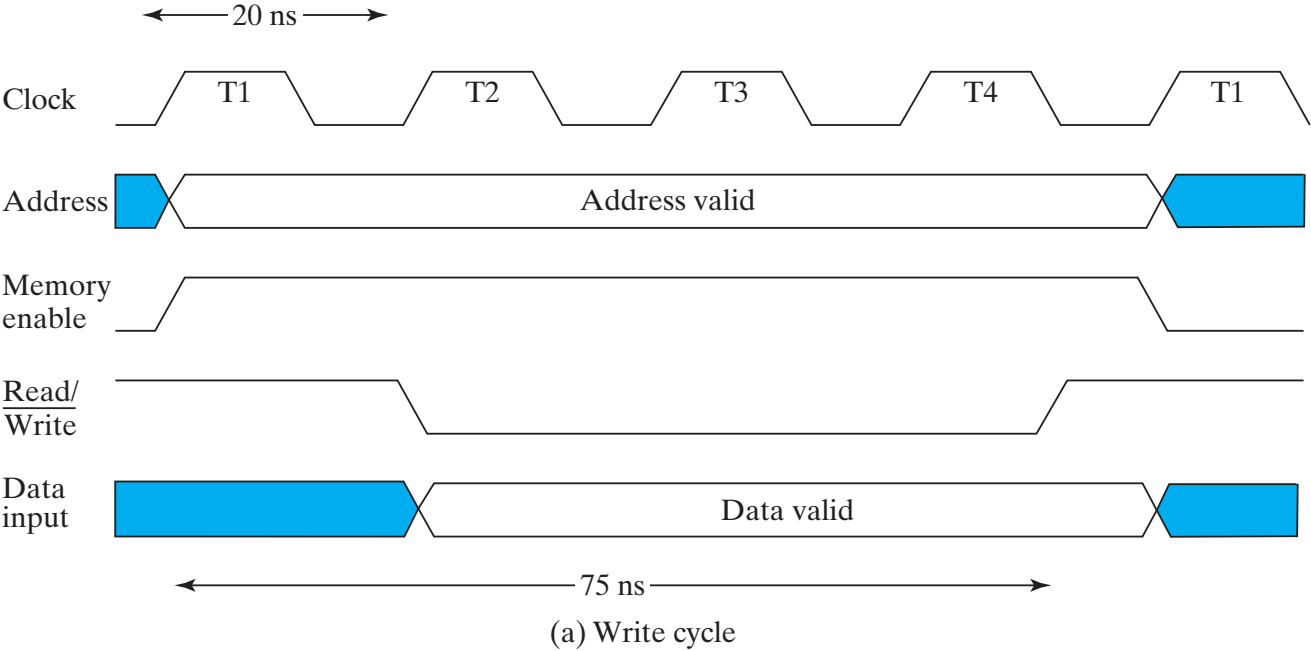 20 ns
Clock
T1
T2
T3
T4
T1
Address
Address valid
Memory
enable
Read/
Write
Data
input
Data valid
75 ns
(a) Write cycle